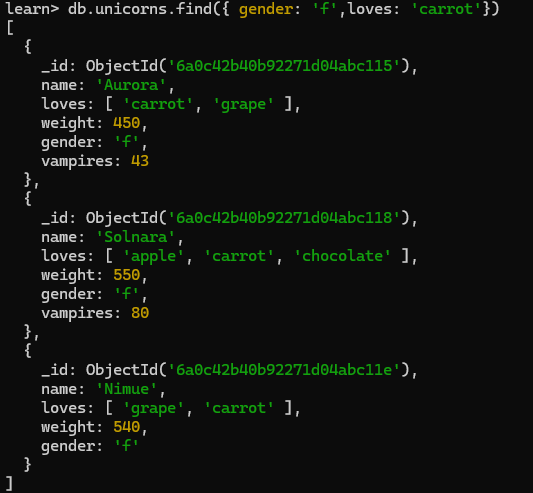 learn> db.unicorns.find({ gender: 'f',loves: 'carrot'})
[
  {
    _id: ObjectId('6a0c42b40b92271d04abc115'),
    name: 'Aurora',
    loves: [ 'carrot', 'grape' ],
    weight: 450,
    gender: 'f',
    vampires: 43
  },
  {
    _id: ObjectId('6a0c42b40b92271d04abc118'),
    name: 'Solnara',
    loves: [ 'apple', 'carrot', 'chocolate' ],
    weight: 550,
    gender: 'f',
    vampires: 80
  },
  {
    _id: ObjectId('6a0c42b40b92271d04abc11e'),
    name: 'Nimue',
    loves: [ 'grape', 'carrot' ],
    weight: 540,
    gender: 'f'
  }
]